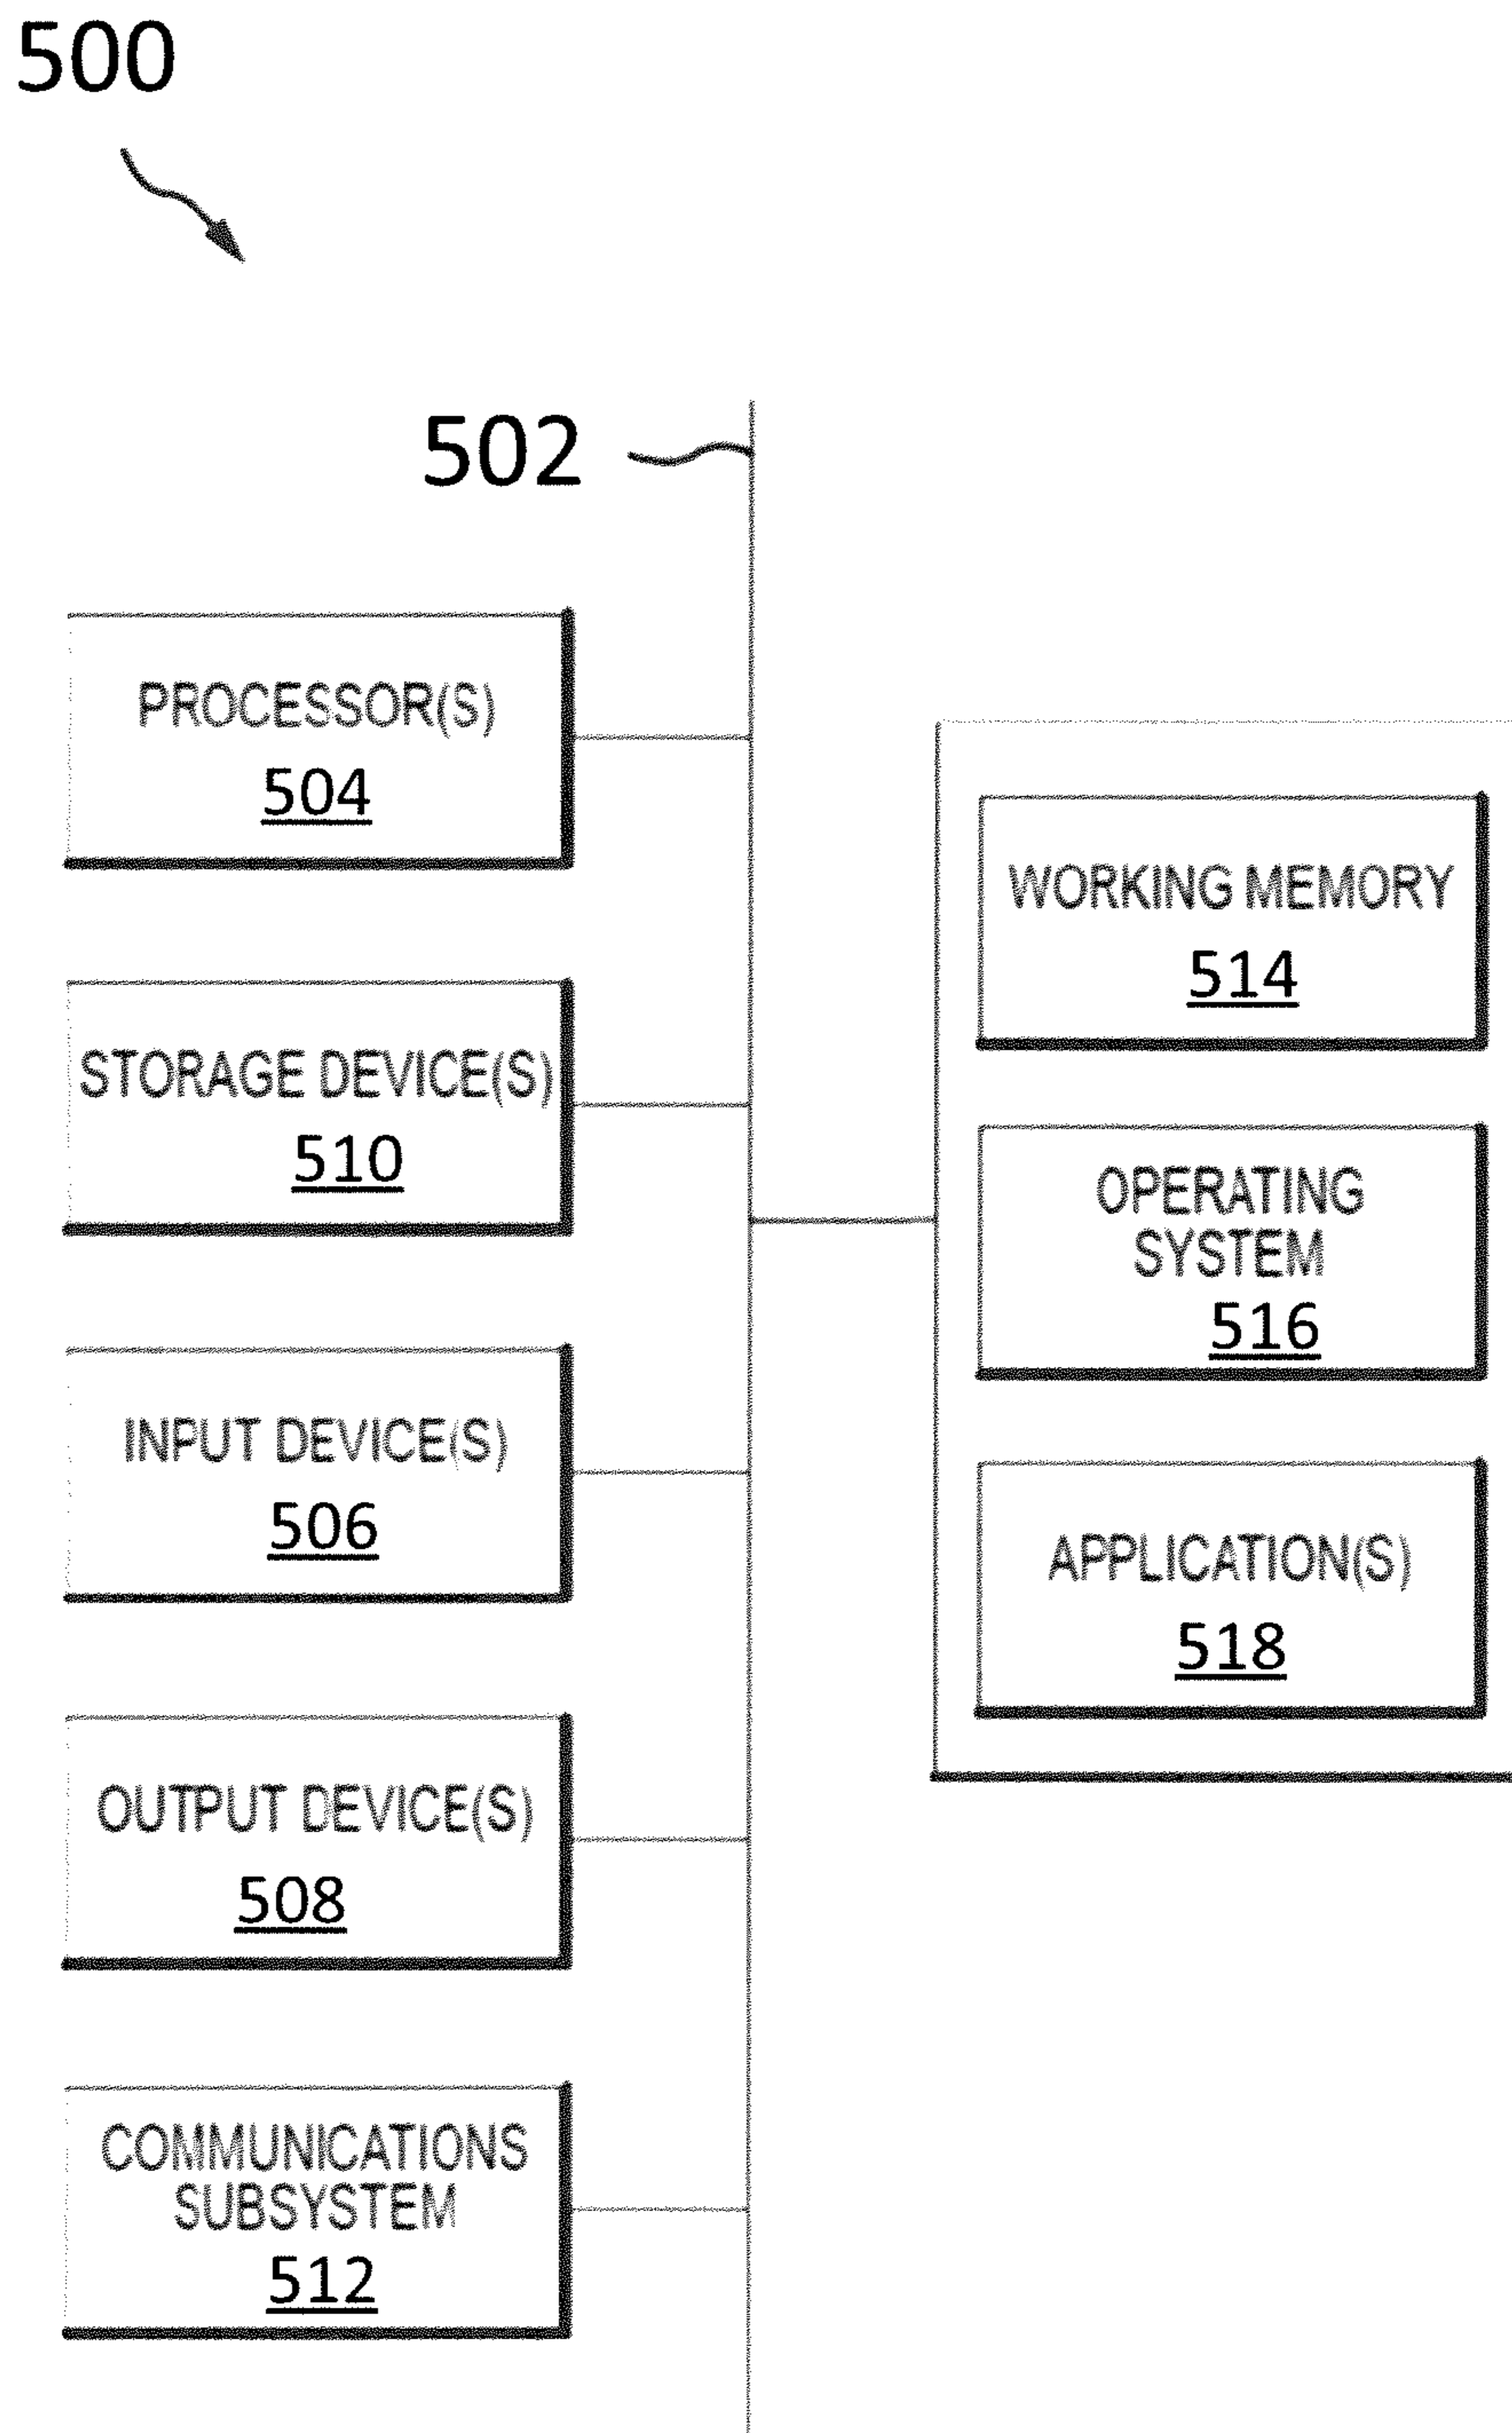 500
502
PROCESSOR(S)
504
STORAGE DEVICE(S)
510
INPUT DEVICE(S)
506
OUTPUT DEVICE(S)
508
COMMUNICATIONS
SUBSYSTEM
512
WORKING MEMORY
514
OPERATING
SYSTEM
516
APPLICATION(S)
518